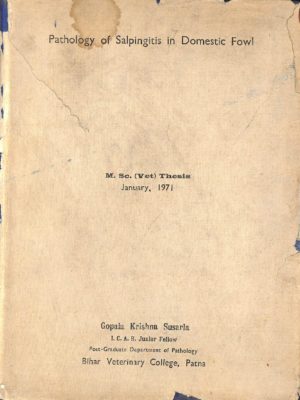 Pathology of Salpingitis in Domestic Fowl
M. Sc. (Vet) Thesis
January, 1971
Gopala Krishna Susarla
I. C. A. R. Junior Fellow
Post-Graduate Department of Pathology
Bihar Veterinary College, Patna